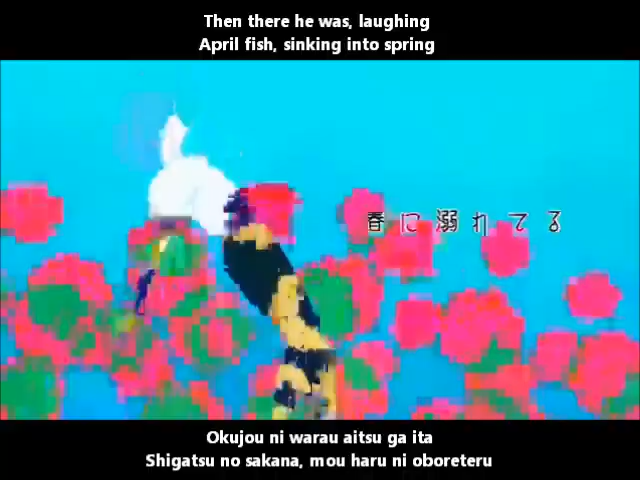 Then there he was, laughing
April fish, sinking into spring
春に溺れてる
Okujou ni warau aitsu ga ita
Shigatsu no sakana, mou haru ni oboreteru